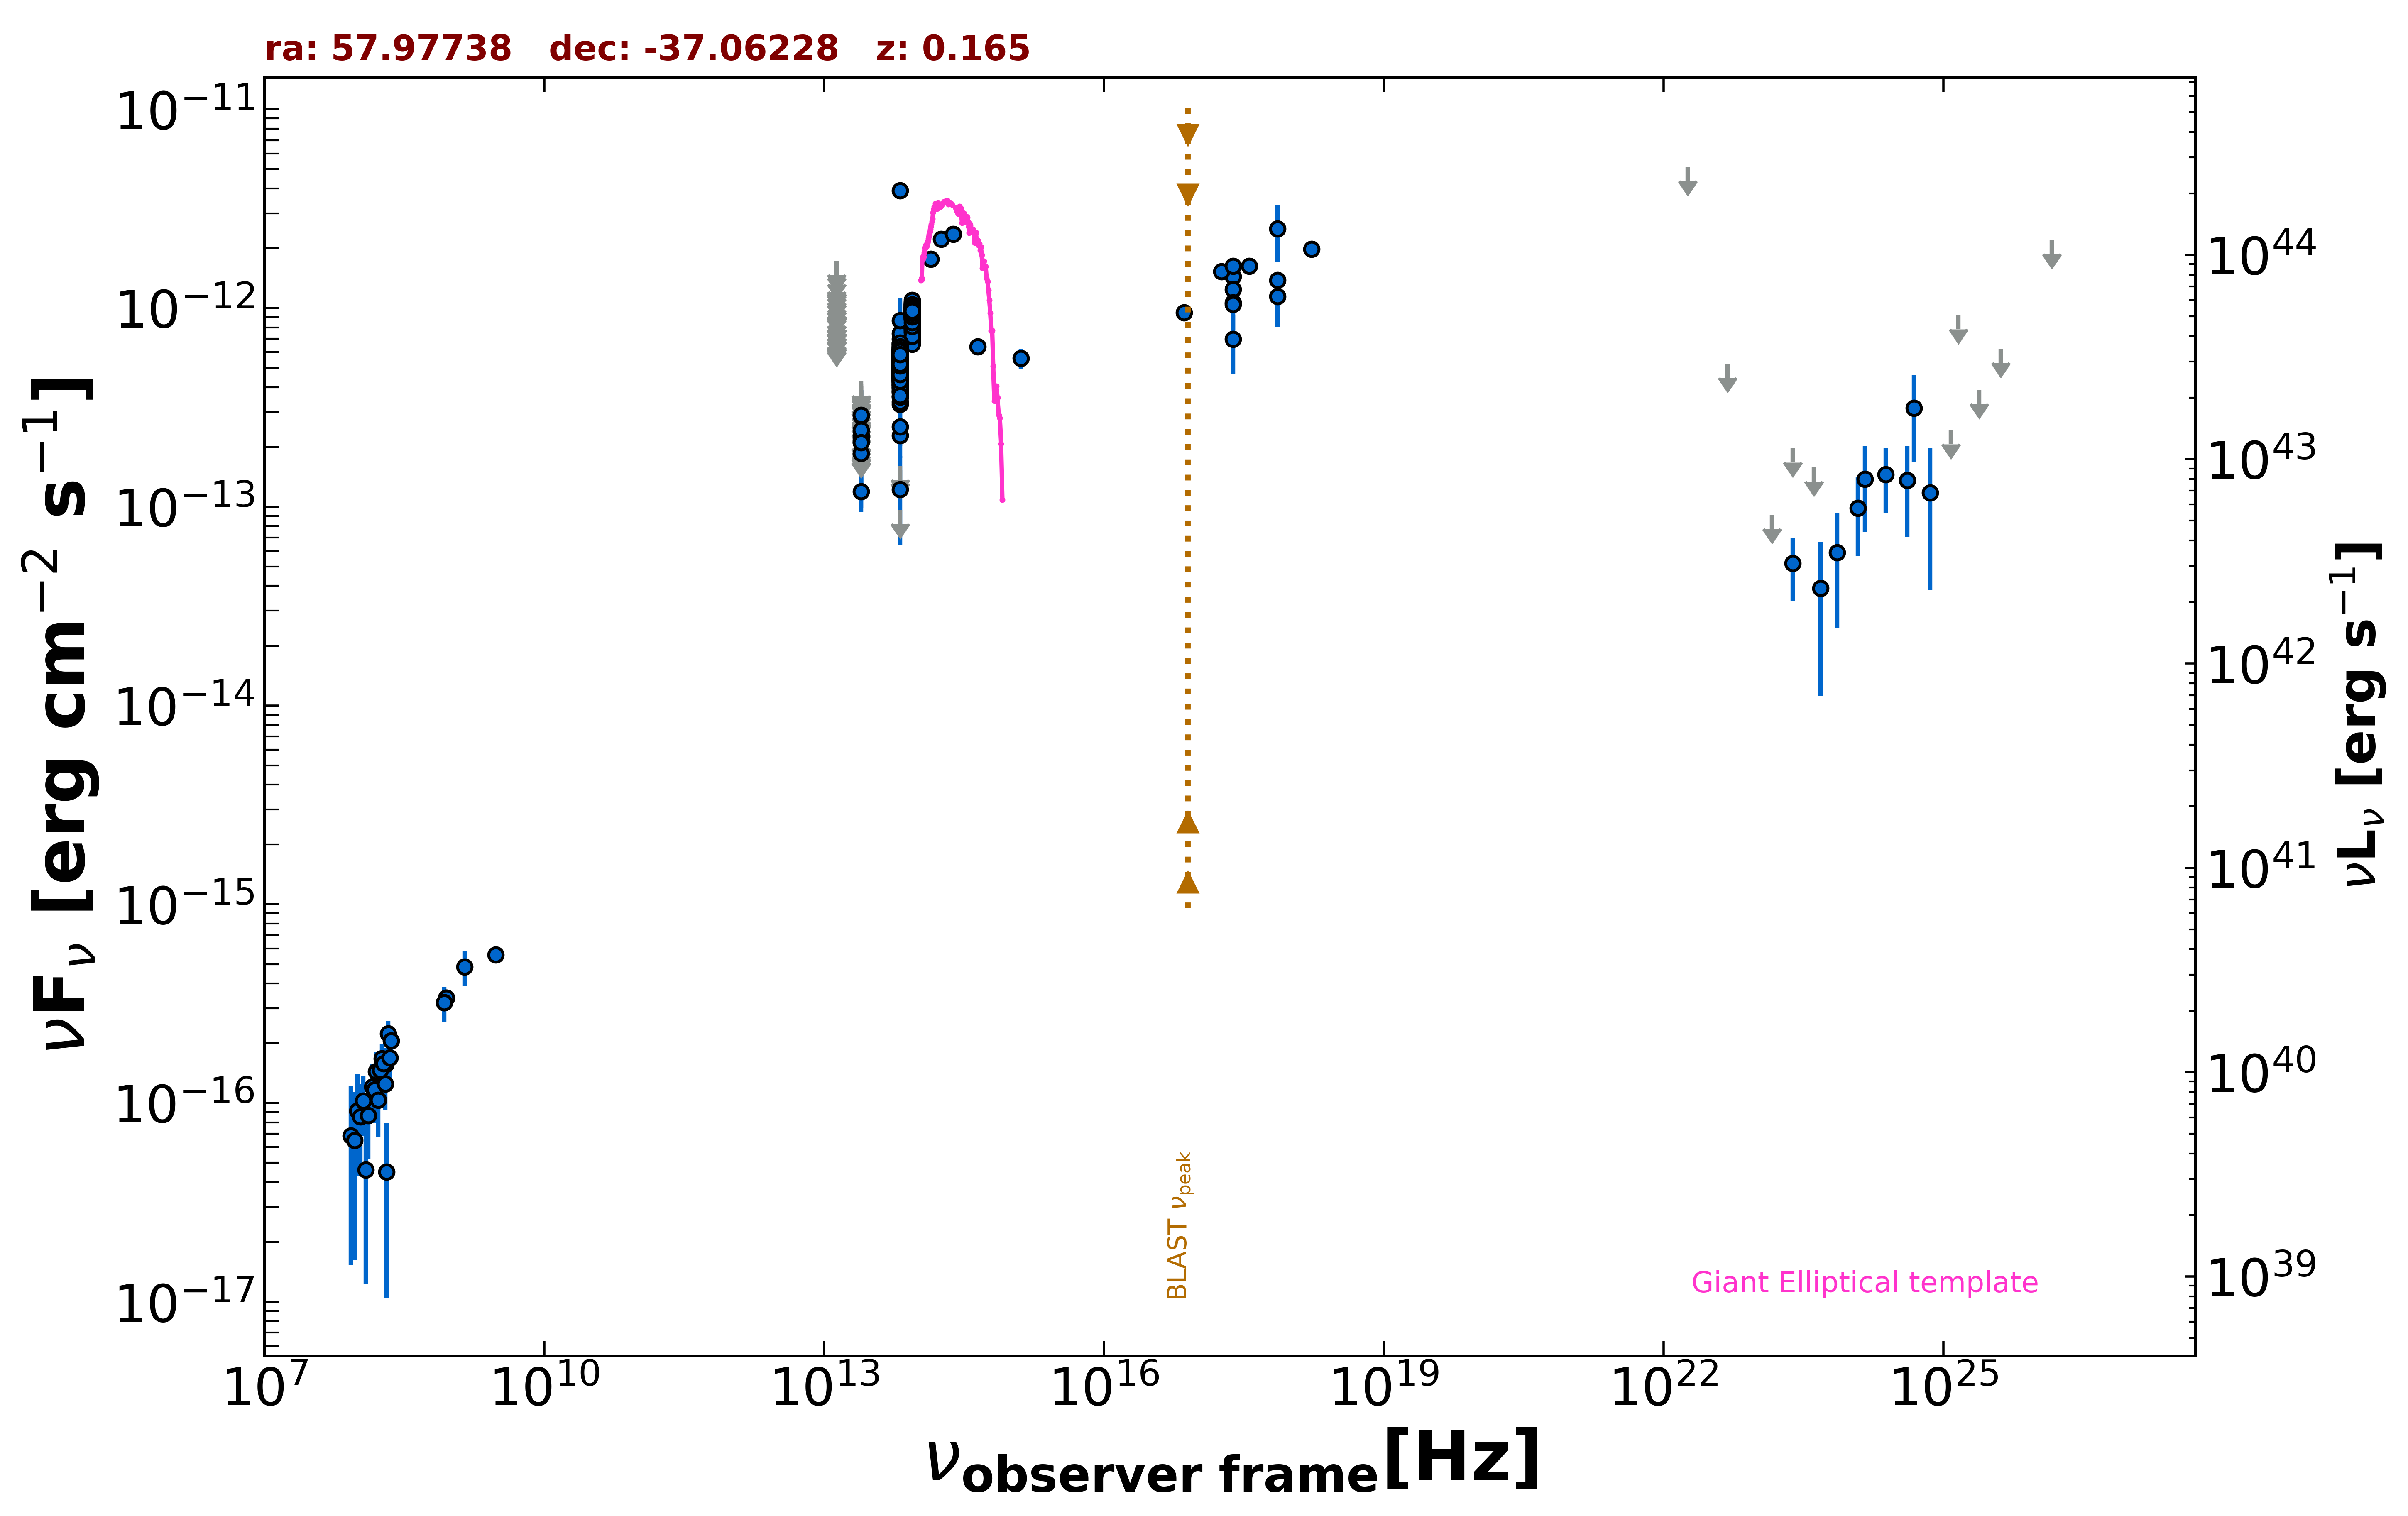 ra: 57.97738 dec: -37.06228 z: 0.165
10⁻¹¹
10⁻¹²
10⁻¹³
10⁻¹⁴
10⁻¹⁵
10⁻¹⁶
10⁻¹⁷
νFν [erg cm⁻² s⁻¹]
10⁴⁴
10⁴³
10⁴²
10⁴¹
10⁴⁰
10³⁹
νLν [erg s⁻¹]
BLAST νpeak
Giant Elliptical template
10⁷ 10¹⁰ 10¹³ 10¹⁶ 10¹⁹ 10²² 10²⁵
νobserver frame[Hz]